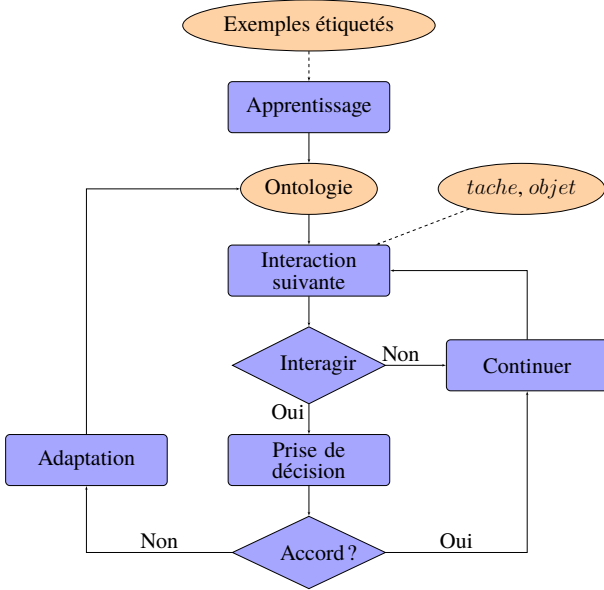 Exemples étiquetés
Apprentissage
Ontologie
tache, objet
Interaction
suivante
Interagir
Non
Continuer
Oui
Adaptation
Prise de
décision
Non
Accord ?
Oui